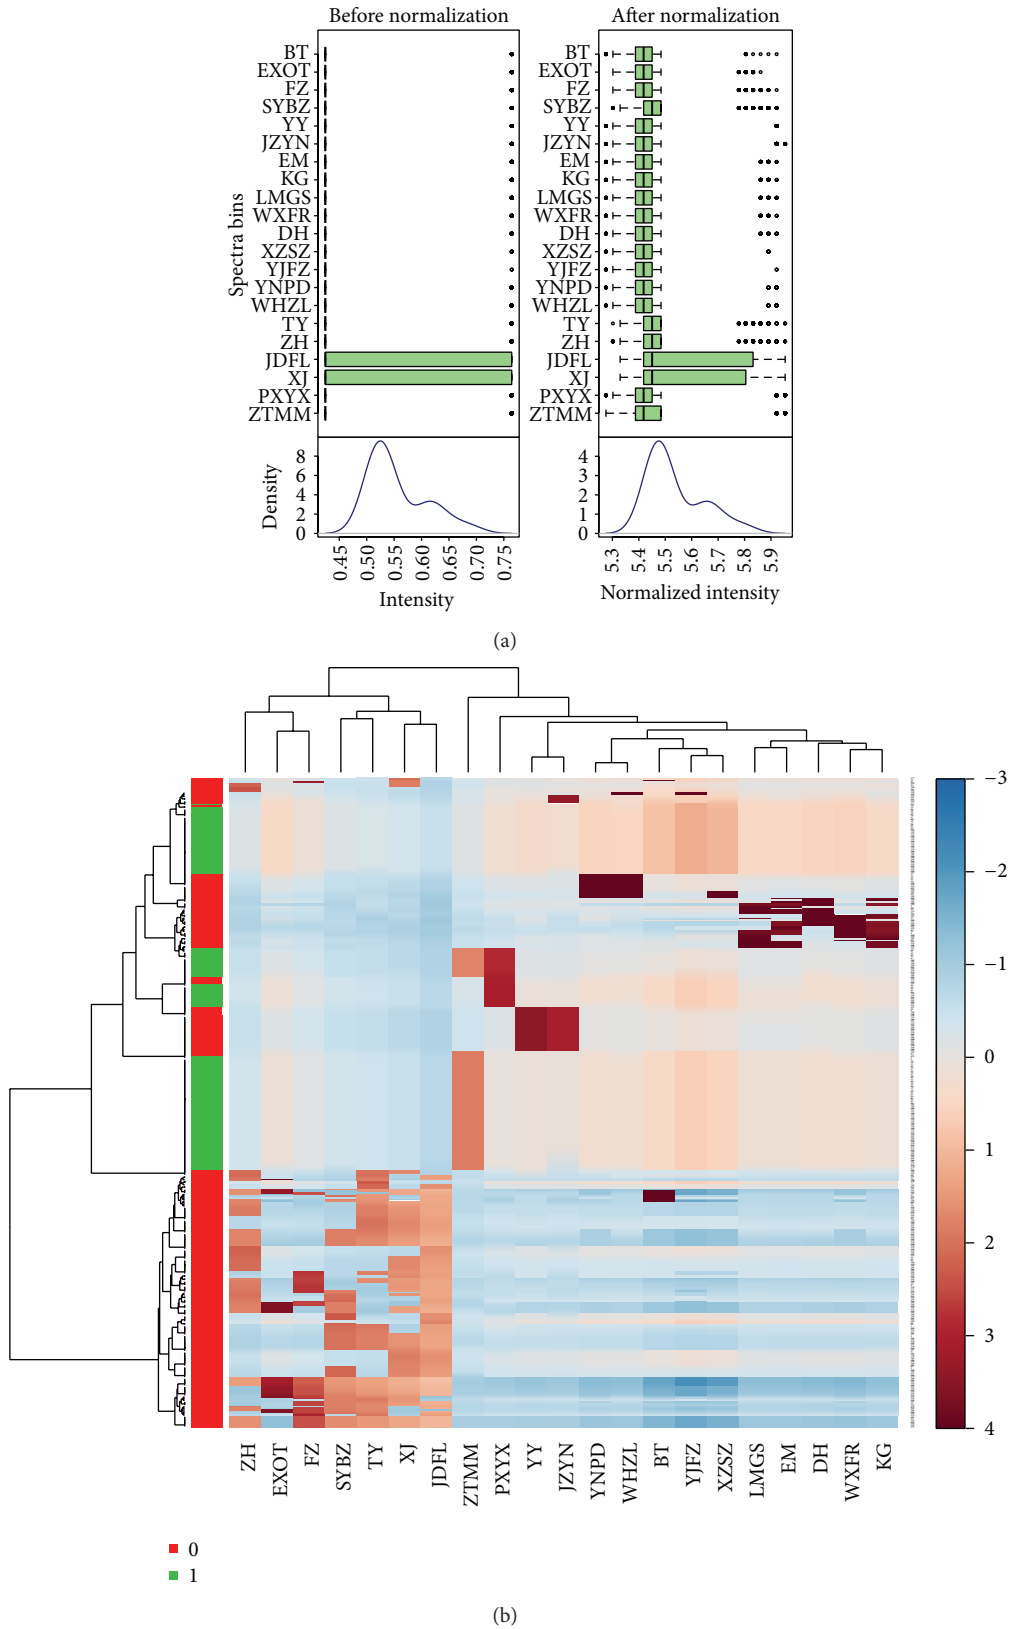 Before normalization
After normalization
BT
EXOT
FZ
SYBZ
YY
JZYN
EM
KG
LMGS
WXFR
DH
XZSZ
YJFZ
YNPD
WHZL
TY
ZH
JDFL
XJ
PXYX
ZTMM
Spectra bins
BT
EXOT
FZ
SYBZ
YY
JZYN
EM
KG
LMGS
WXFR
DH
XZSZ
YJFZ
YNPD
WHZL
TY
ZH
JDFL
XJ
PXYX
ZTMM
8
6
4
2
0
Density
4
3
2
1
0
0.45 0.50 0.55 0.60 0.65 0.70 0.75
Intensity
5.3 5.4 5.5 5.6 5.7 5.8 5.9
Normalized intensity
(a)
−3
−2
−1
0
1
2
3
4
ZH EXOT FZ SYBZ TY XJ JDFL ZTMM PXYX YY JZYN YNPD WHZL BT YJFZ XZSZ LMGS EM DH WXFR KG
0
1
(b)